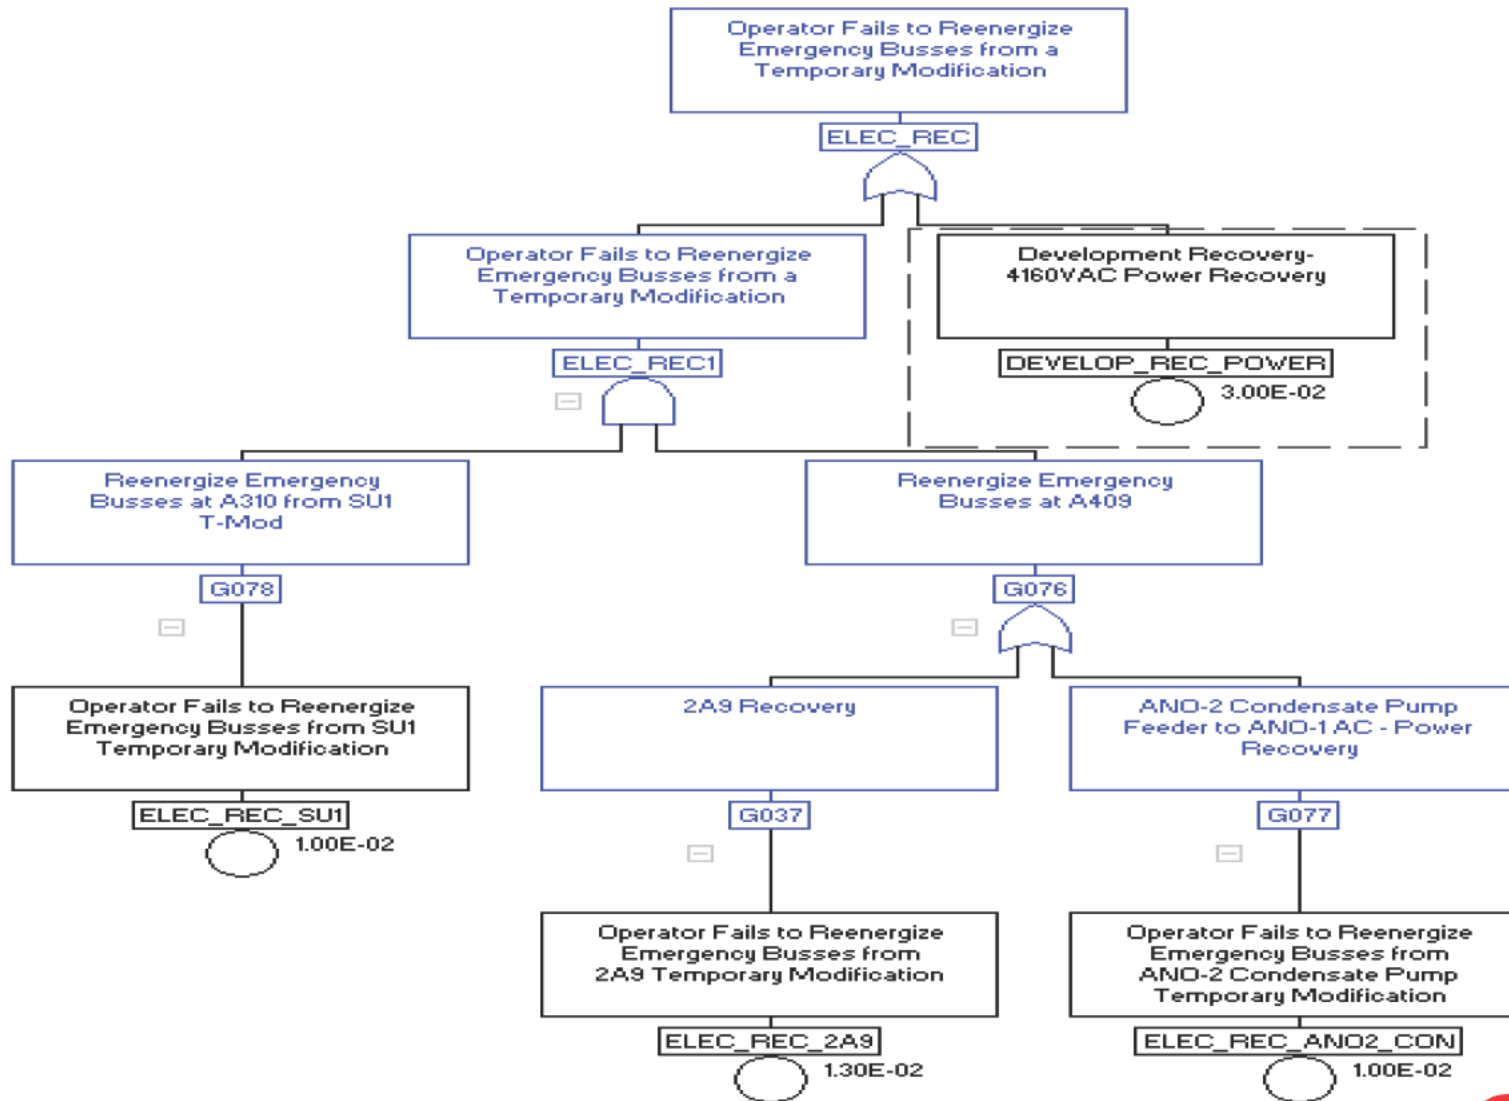 Operator Fails to Reenergize
Emergency Busses from a
Temporary Modification
ELEC_REC
Operator Fails to Reenergize
Emergency Busses from a
Temporary Modification
ELEC_REC1
Development Recovery-
4160VAC Power Recovery
DEVELOP_REC_POWER
3.00E-02
Reenergize Emergency
Busses at A310 from SU1
T-Mod
G078
Reenergize Emergency
Busses at A409
G076
Operator Fails to Reenergize
Emergency Busses from SU1
Temporary Modification
ELEC_REC_SU1
1.00E-02
2A9 Recovery
G037
ANO-2 Condensate Pump
Feeder to ANO-1 AC - Power
Recovery
G077
Operator Fails to Reenergize
Emergency Busses from
2A9 Temporary Modification
ELEC_REC_2A9
1.30E-02
Operator Fails to Reenergize
Emergency Busses from
ANO-2 Condensate Pump
Temporary Modification
ELEC_REC_ANO2_CON
1.00E-02